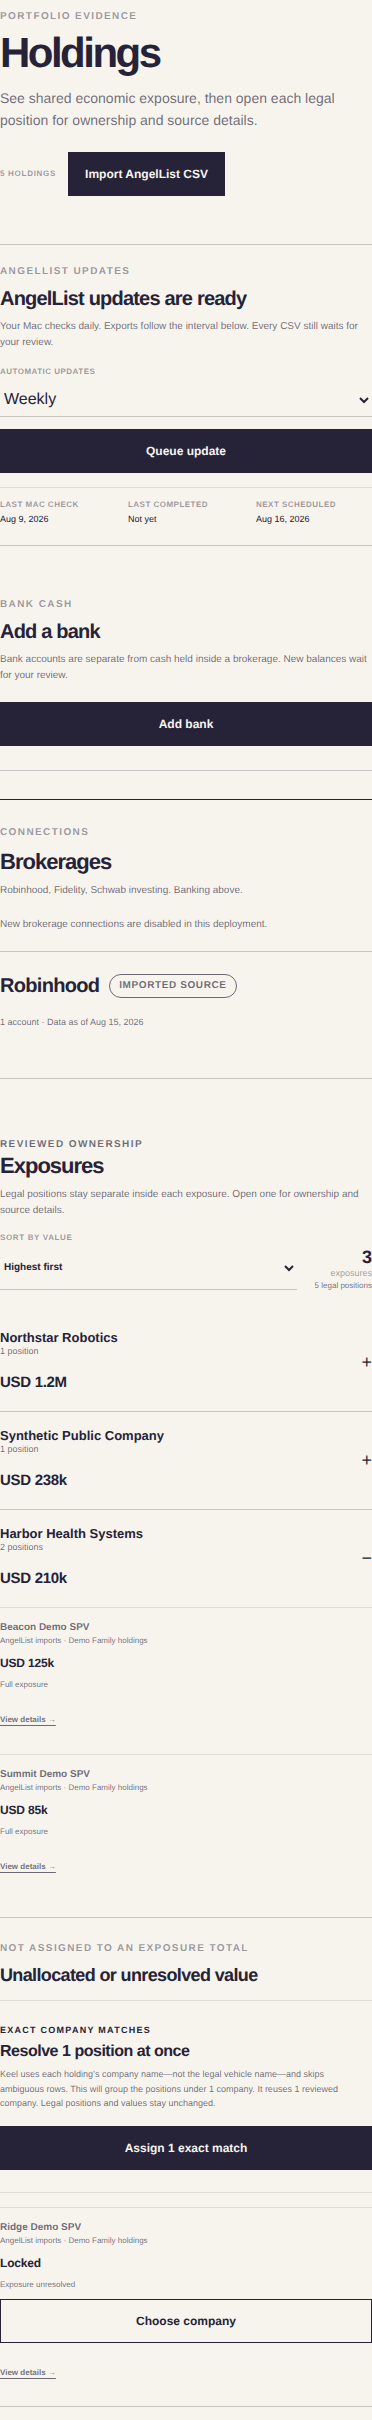 PORTFOLIO EVIDENCE
Holdings
See shared economic exposure, then open each legal
position for ownership and source details.
5 HOLDINGS
Import AngelList CSV
ANGELLIST UPDATES
AngelList updates are ready
Your Mac checks daily. Exports follow the interval below. Every CSV still waits for
your review.
AUTOMATIC UPDATES
Weekly
Queue update
LAST MAC CHECK
Aug 9, 2026
LAST COMPLETED
Not yet
NEXT SCHEDULED
Aug 16, 2026
BANK CASH
Add a bank
Bank accounts are separate from cash held inside a brokerage. New balances wait
for your review.
Add bank
CONNECTIONS
Brokerages
Robinhood, Fidelity, Schwab investing. Banking above.
New brokerage connections are disabled in this deployment.
Robinhood
IMPORTED SOURCE
1 account · Data as of Aug 15, 2026
REVIEWED OWNERSHIP
Exposures
Legal positions stay separate inside each exposure. Open one for ownership and
source details.
SORT BY VALUE
Highest first
3
exposures
5 legal positions
Northstar Robotics
1 position
USD 1.2M
+
Synthetic Public Company
1 position
USD 238k
+
Harbor Health Systems
2 positions
USD 210k
−
Beacon Demo SPV
AngelList imports · Demo Family holdings
USD 125k
Full exposure
View details →
Summit Demo SPV
AngelList imports · Demo Family holdings
USD 85k
Full exposure
View details →
NOT ASSIGNED TO AN EXPOSURE TOTAL
Unallocated or unresolved value
EXACT COMPANY MATCHES
Resolve 1 position at once
Keel uses each holding's company name—not the legal vehicle name—and skips
ambiguous rows. This will group the positions under 1 company. It reuses 1 reviewed
company. Legal positions and values stay unchanged.
Assign 1 exact match
Ridge Demo SPV
AngelList imports · Demo Family holdings
Locked
Exposure unresolved
Choose company
View details →